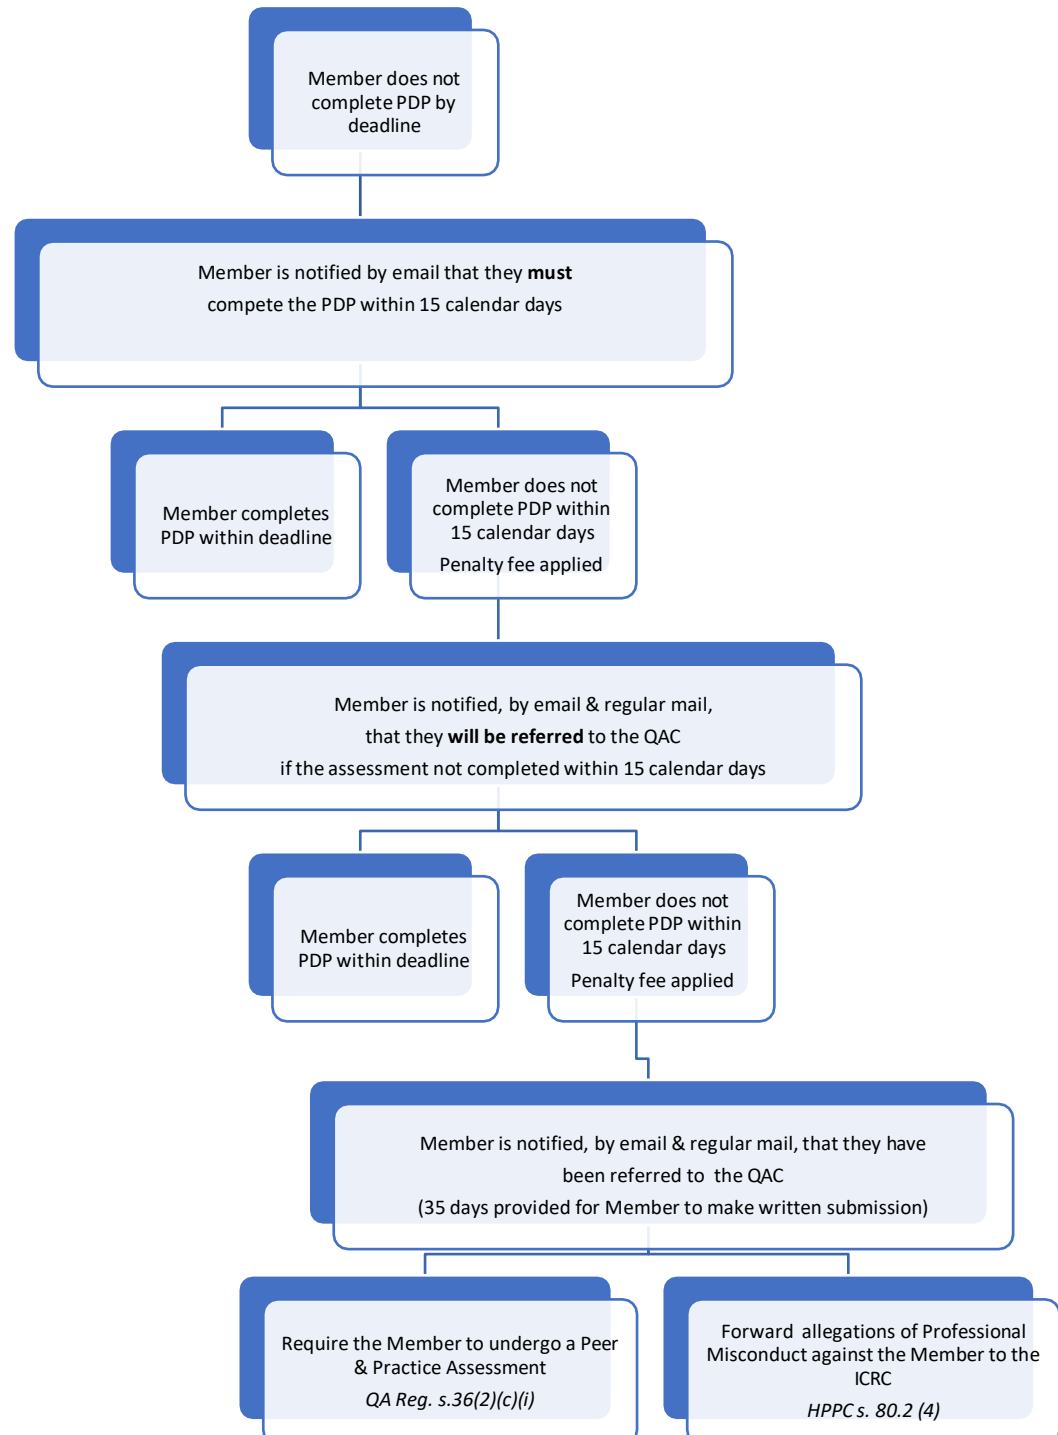 Member does not
complete PDP by
deadline
Member is notified by email that they must
compete the PDP within 15 calendar days
Member completes
PDP within deadline
Member does not
complete PDP within
15 calendar days
Penalty fee applied
Member is notified, by email & regular mail,
that they will be referred to the QAC
if the assessment not completed within 15 calendar days
Member completes
PDP within deadline
Member does not
complete PDP within
15 calendar days
Penalty fee applied
Member is notified, by email & regular mail, that they have
been referred to the QAC
(35 days provided for Member to make written submission)
Require the Member to undergo a Peer
& Practice Assessment
QA Reg. s.36(2)(c)(i)
Forward allegations of Professional
Misconduct against the Member to the
ICRC
HPPC s. 80.2 (4)